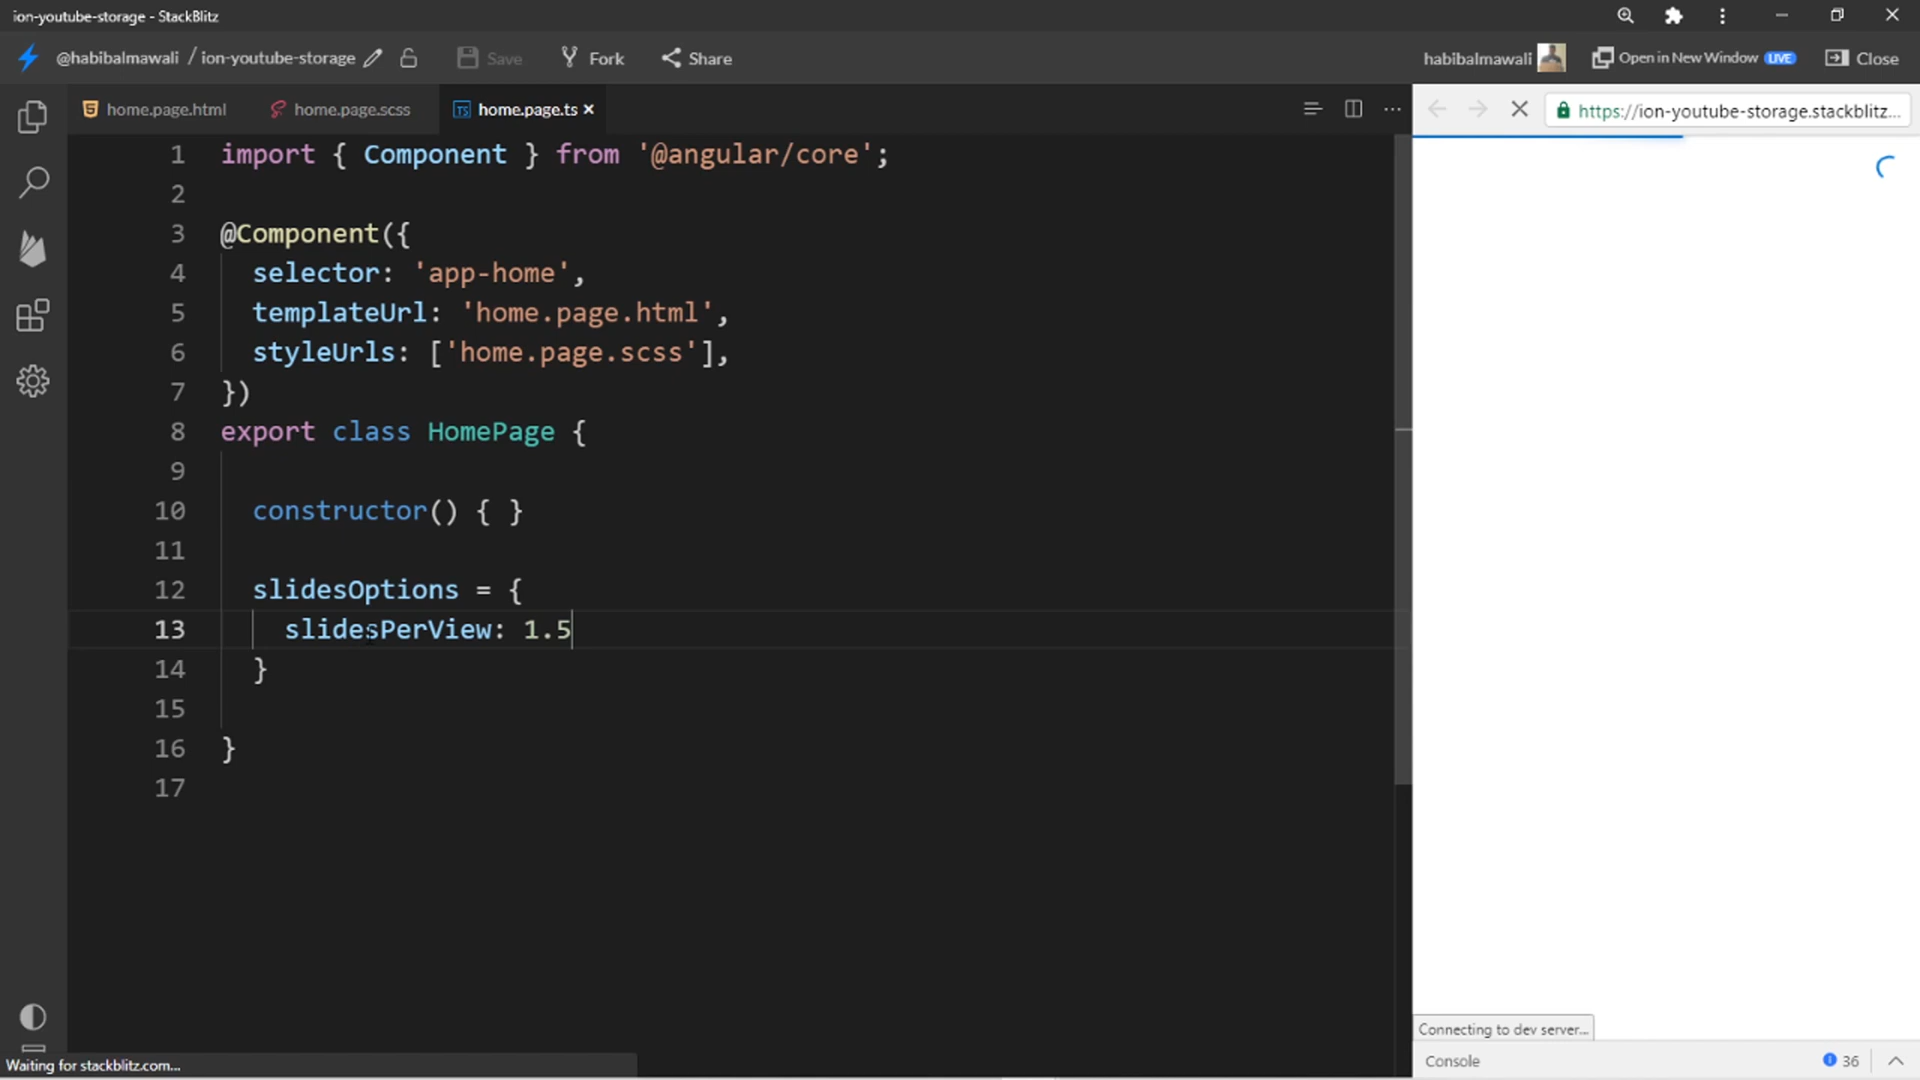 ion-youtube-storage - StackBlitz
@habibalmawali / ion-youtube-storage Save Fork Share habibalmawali Open in New Window LIVE Close
home.page.html home.page.scss TS home.page.ts × https://ion-youtube-storage.stackblitz...
1 import { Component } from '@angular/core';
2
3 @Component({
4 selector: 'app-home',
5 templateUrl: 'home.page.html',
6 styleUrls: ['home.page.scss'],
7 })
8 export class HomePage {
9
10 constructor() { }
11
12 slidesOptions = {
13 slidesPerView: 1.5
14 }
15
16 }
17
Connecting to dev server...
Waiting for stackblitz.com...
Console 36